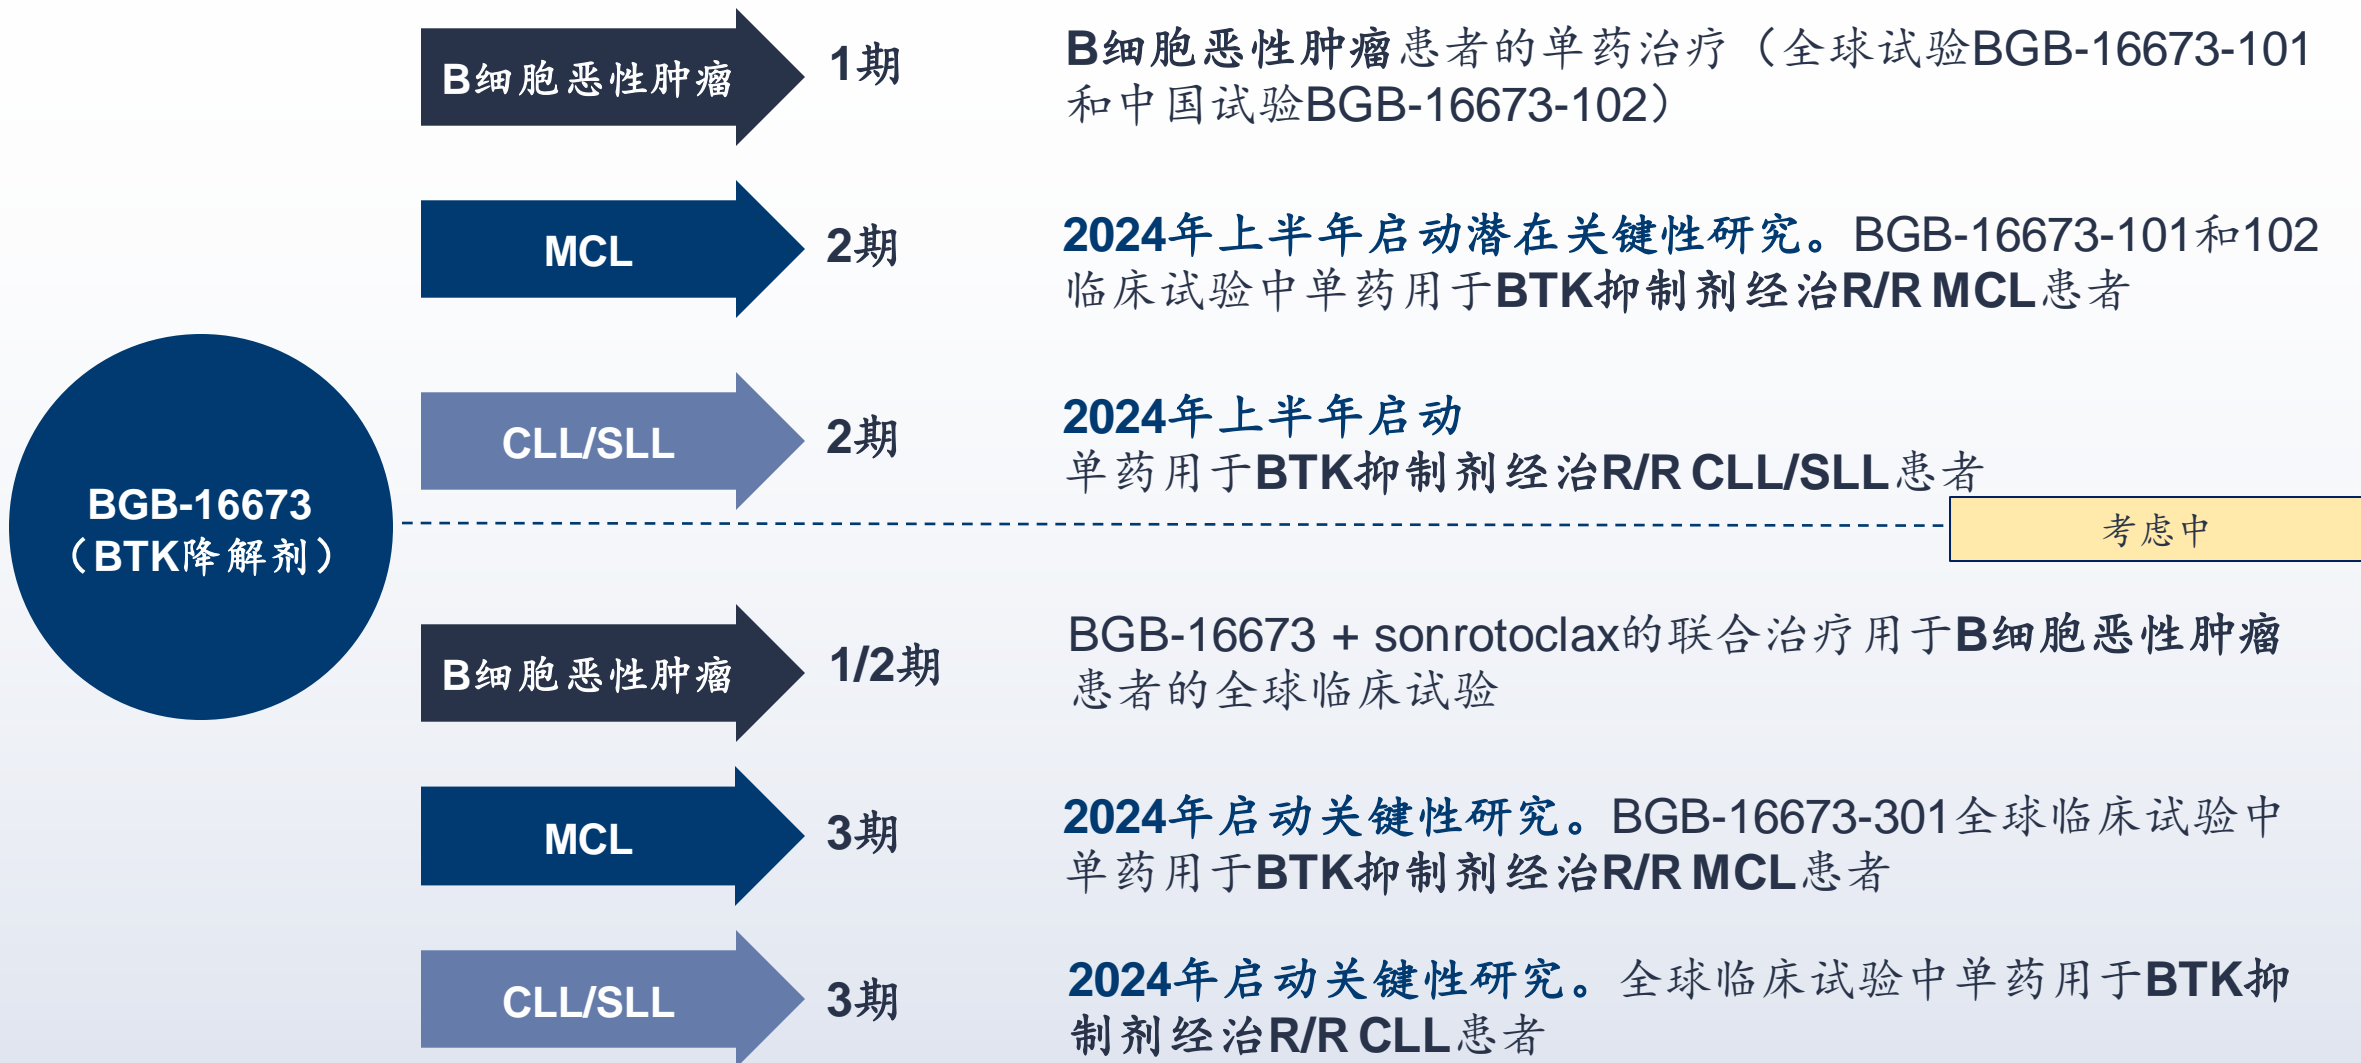 B细胞恶性肿瘤
1期
B细胞恶性肿瘤患者的单药治疗（全球试验BGB-16673-101
和中国试验BGB-16673-102）
MCL
2期
2024年上半年启动潜在关键性研究。BGB-16673-101和102
临床试验中单药用于BTK抑制剂经治R/R MCL患者
CLL/SLL
2期
2024年上半年启动
单药用于BTK抑制剂经治R/R CLL/SLL患者
BGB-16673
（BTK降解剂）
考虑中
B细胞恶性肿瘤
1/2期
BGB-16673 + sonrotoclax的联合治疗用于B细胞恶性肿瘤
患者的全球临床试验
MCL
3期
2024年启动关键性研究。BGB-16673-301全球临床试验中
单药用于BTK抑制剂经治R/R MCL患者
CLL/SLL
3期
2024年启动关键性研究。全球临床试验中单药用于BTK抑
制剂经治R/R CLL患者